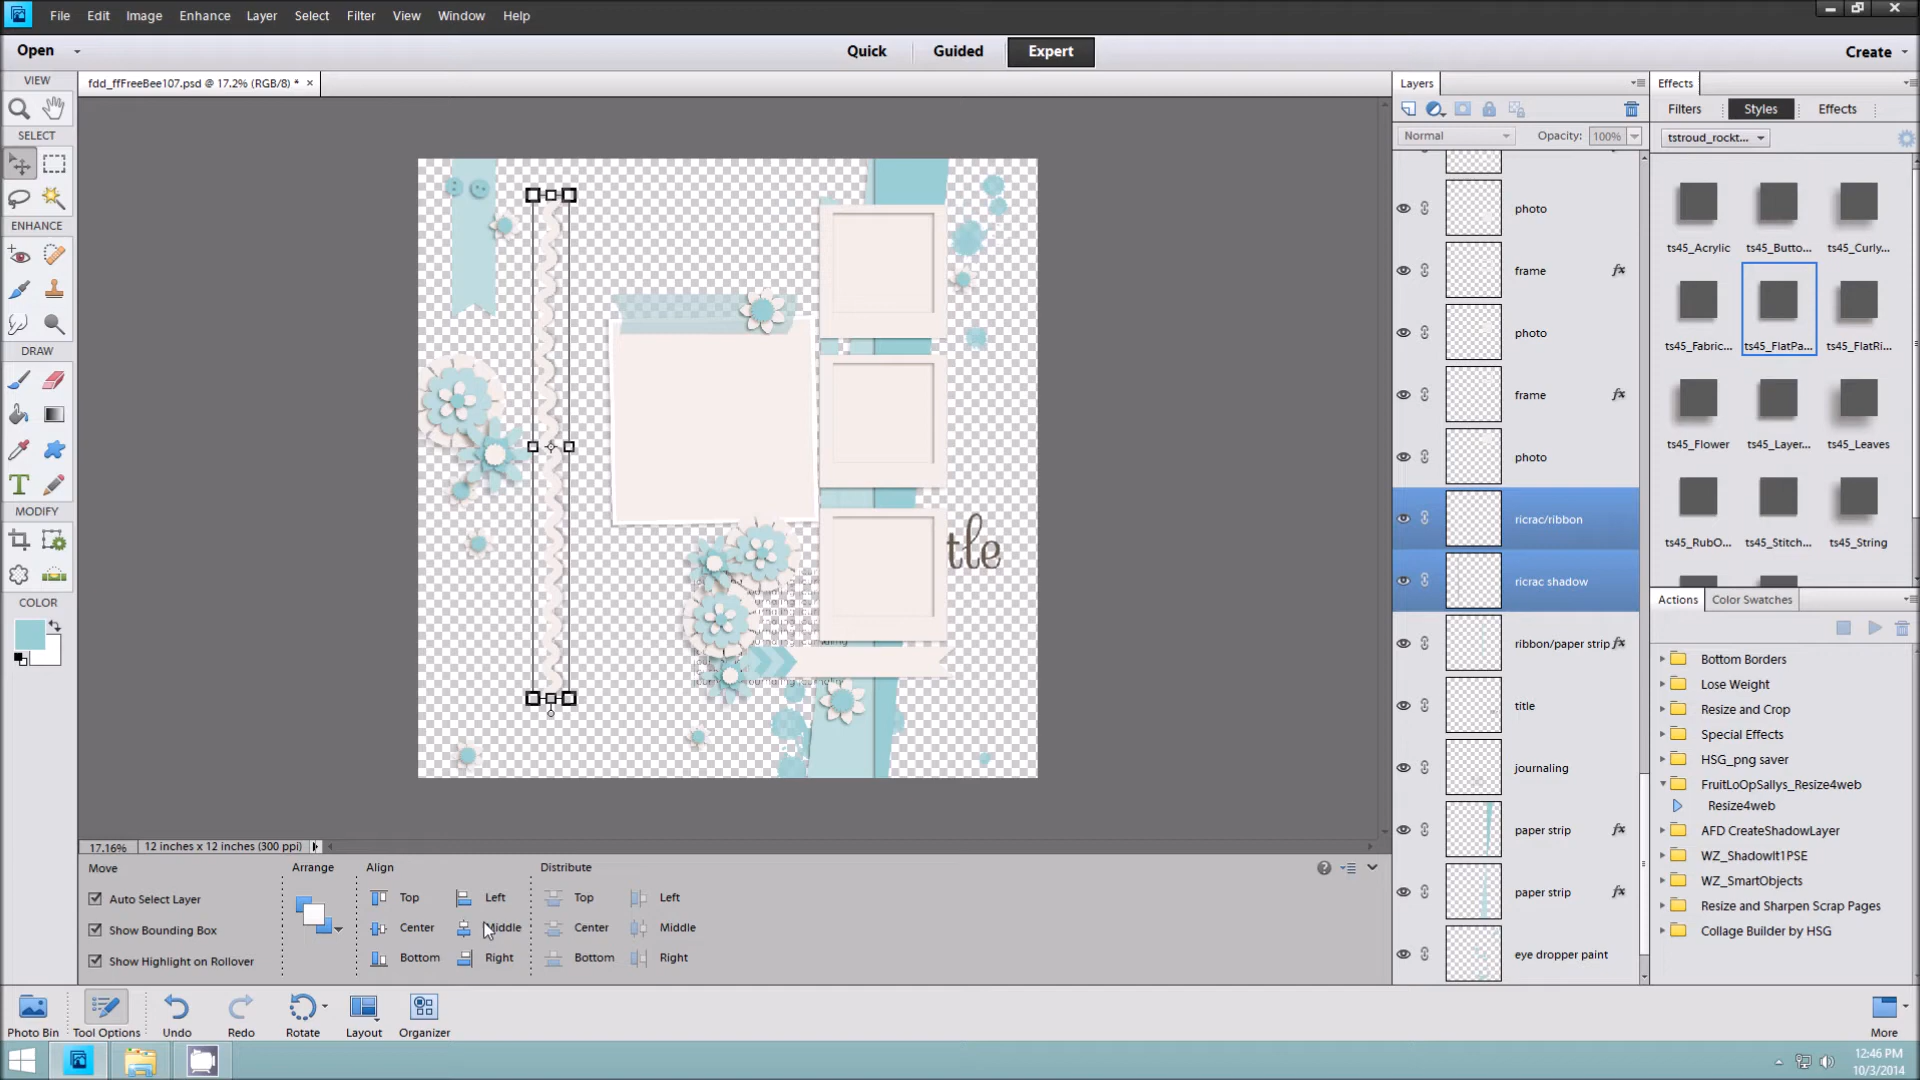 File Edit Image Enhance Layer Select Filter View Window Help
Open Quick Guided Expert Create
VIEW
fdd_ffFreeBee107.psd @ 17.2% (RGB/8) * ×
Layers
Effects
Filters Styles Effects
Normal Opacity: 100%
tstroud_rockt...
SELECT
ENHANCE
DRAW
MODIFY
COLOR
tle
photo
frame fx
photo
frame fx
photo
ricrac/ribbon
ricrac shadow
ribbon/paper strip fx
title
journaling
paper strip fx
paper strip fx
eye dropper paint
ts45_Acrylic ts45_Butto... ts45_Curly...
ts45_Fabric... ts45_FlatPa... ts45_FlatRi...
ts45_Flower ts45_Layer... ts45_Leaves
ts45_RubO... ts45_Stitch... ts45_String
Actions Color Swatches
Bottom Borders
Lose Weight
Resize and Crop
Special Effects
HSG_png saver
FruitLoOpSallys_Resize4web
Resize4web
AFD CreateShadowLayer
WZ_ShadowIt1PSE
WZ_SmartObjects
Resize and Sharpen Scrap Pages
Collage Builder by HSG
17.16% 12 inches x 12 inches (300 ppi)
Move Arrange Align Distribute
Auto Select Layer Top Left Top Left
Show Bounding Box Center Middle Center Middle
Show Highlight on Rollover Bottom Right Bottom Right
Photo Bin Tool Options Undo Redo Rotate Layout Organizer More
12:46 PM
10/3/2014